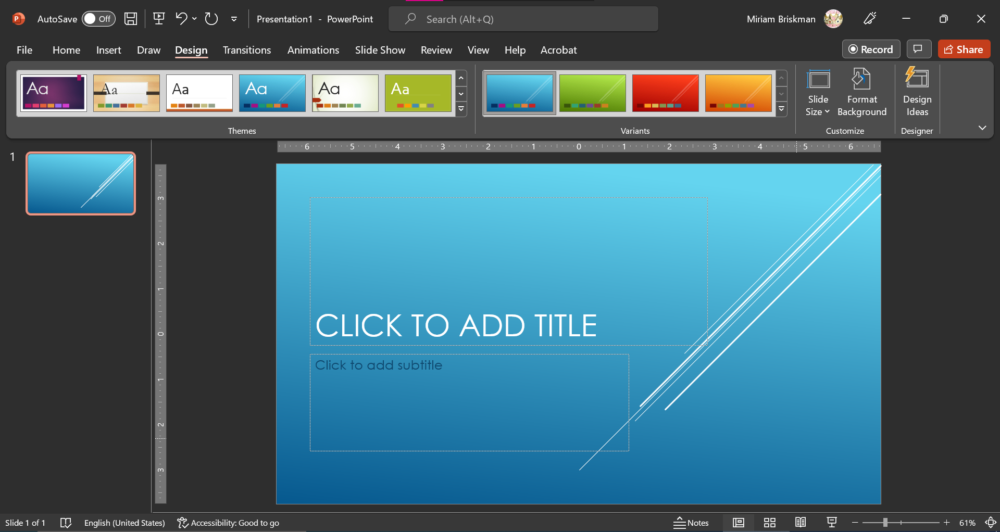 AutoSave Off Presentation1 - PowerPoint Search (Alt+Q) Miriam Briskman
File Home Insert Draw Design Transitions Animations Slide Show Review View Help Acrobat Record Share
Aa Aa Aa Aa Aa Aa
Slide Size
Format Background
Design Ideas
Themes Variants Customize Designer
6 5 4 3 2 1 0 1 2 3 4 5 6
1
3
2
1
0
1
2
3
CLICK TO ADD TITLE
Click to add subtitle
Slide 1 of 1 English (United States) Accessibility: Good to go Notes 61%